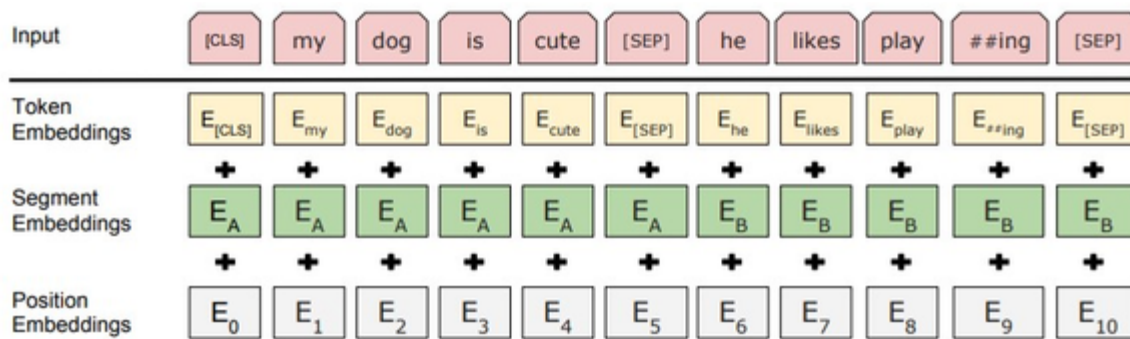 Input [CLS] my dog is cute [SEP] he likes play ##ing [SEP]
Token Embeddings E[CLS] Emy Edog Eis Ecute E[SEP] Ehe Elikes Eplay E##ing E[SEP]
+ + + + + + + + + + +
Segment Embeddings EA EA EA EA EA EA EB EB EB EB EB
+ + + + + + + + + + +
Position Embeddings E0 E1 E2 E3 E4 E5 E6 E7 E8 E9 E10